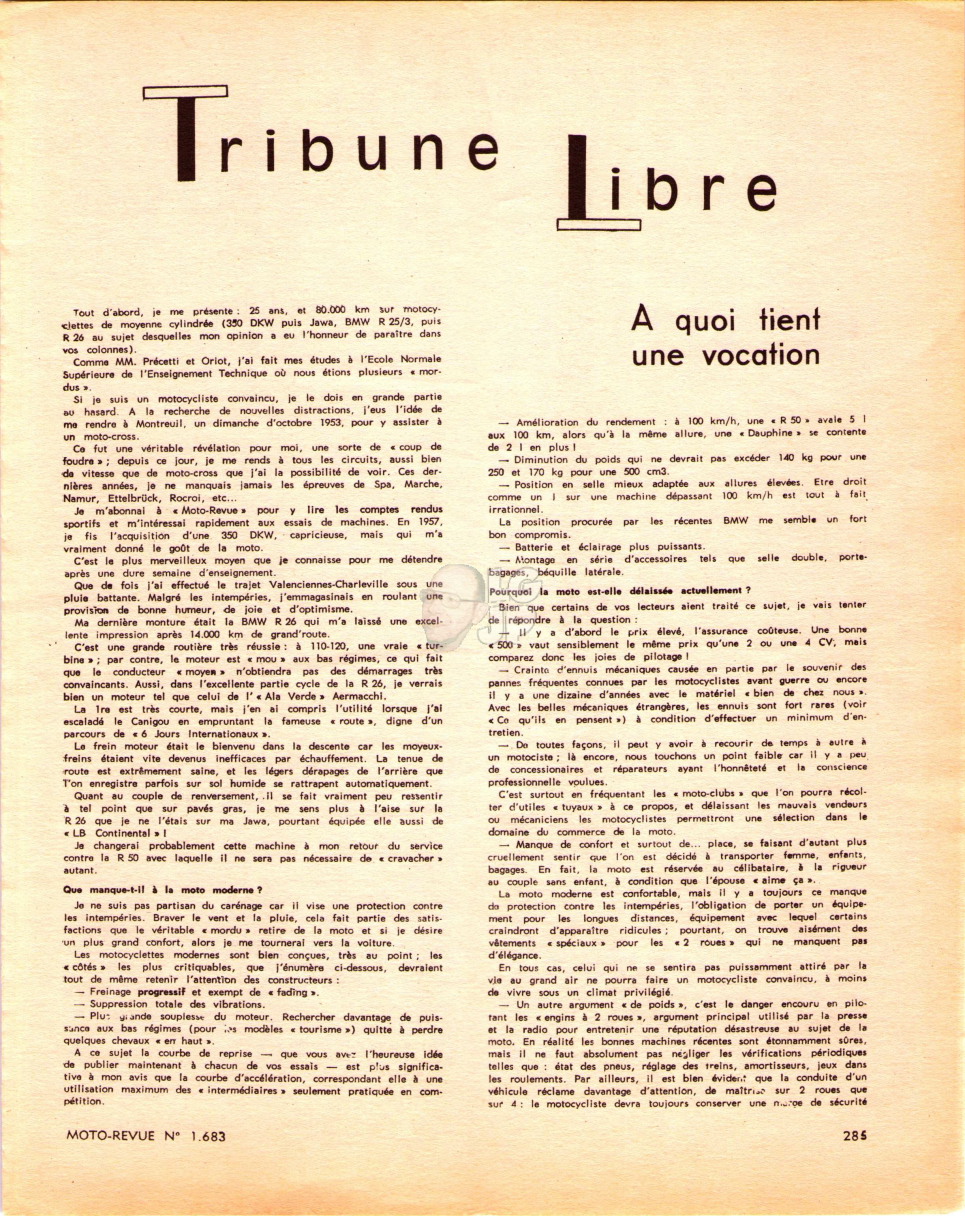 Tribune
Libre
A quoi tient
une vocation
Tout d'abord, je me présente : 25 ans, et 80.000 km sur motocy-
clettes de moyenne cylindrée (350 DKW puis Jawa, BMW R 25/3, puis
R 26 au sujet desquelles mon opinion a eu l'honneur de paraître dans
vos colonnes).
Comme MM. Précetti et Oriot, j'ai fait mes études à l'Ecole Normale
Supérieure de l'Enseignement Technique où nous étions plusieurs « mor-
dus ».
Si je suis un motocycliste convaincu, je le dois en grande partie
au hasard. A la recherche de nouvelles distractions, j'eus l'idée de
me rendre à Montreuil, un dimanche d'octobre 1953, pour y assister à
un moto-cross.
Ce fut une véritable révélation pour moi, une sorte de « coup de
foudre » ; depuis ce jour, je me rends à tous les circuits, aussi bien
de vitesse que de moto-cross que j'ai la possibilité de voir. Ces der-
nières années, je ne manquais jamais les épreuves de Spa, Marche,
Namur, Ettelbrück, Rocroi, etc...
Je m'abonnai à « Moto-Revue » pour y lire les comptes rendus
sportifs et m'intéressai rapidement aux essais de machines. En 1957,
je fis l'acquisition d'une 350 DKW, capricieuse, mais qui m'a
vraiment donné le goût de la moto.
C'est le plus merveilleux moyen que je connaisse pour me détendre
après une dure semaine d'enseignement.
Que de fois j'ai effectué le trajet Valenciennes-Charleville sous une
pluie battante. Malgré les intempéries, j'emmagasinais en roulant une
provision de bonne humeur, de joie et d'optimisme.
Ma dernière monture était la BMW R 26 qui m'a laissé une excel-
lente impression après 14.000 km de grand'route.
C'est une grande routière très réussie : à 110-120, une vraie « tur-
bine » ; par contre, le moteur est « mou » aux bas régimes, ce qui fait
que le conducteur « moyen » n'obtiendra pas des démarrages très
convaincants. Aussi, dans l'excellente partie cycle de la R 26, je verrais
bien un moteur tel que celui de l'« Ala Verde » Aermacchi.
La 1re est très courte, mais j'en ai compris l'utilité lorsque j'ai
escaladé le Canigou en empruntant la fameuse « route », digne d'un
parcours de « 6 Jours Internationaux ».
Le frein moteur était le bienvenu dans la descente car les moyeux-
freins étaient vite devenus inefficaces par échauffement. La tenue de
route est extrêmement saine, et les légers dérapages de l'arrière que
l'on enregistre parfois sur sol humide se rattrapent automatiquement.
Quant au couple de renversement, il se fait vraiment peu ressentir
à tel point que sur pavés gras, je me sens plus à l'aise sur la
R 26 que je ne l'étais sur ma Jawa, pourtant équipée elle aussi de
« LB Continental » !
Je changerai probablement cette machine à mon retour du service
contre la R 50 avec laquelle il ne sera pas nécessaire de « cravacher »
autant.
Que manque-t-il à la moto moderne ?
Je ne suis pas partisan du carénage car il vise une protection contre
les intempéries. Braver le vent et la pluie, cela fait partie des satis-
factions que le véritable « mordu » retire de la moto et si je désire
un plus grand confort, alors je me tournerai vers la voiture.
Les motocyclettes modernes sont bien conçues, très au point ; les
« côtés » les plus critiquables, que j'énumère ci-dessous, devraient
tout de même retenir l'attention des constructeurs :
— Freinage progressif et exempt de « fading ».
— Suppression totale des vibrations.
— Plus grande souplesse du moteur. Rechercher davantage de puis-
sance aux bas régimes (pour les modèles « tourisme ») quitte à perdre
quelques chevaux « en haut ».
A ce sujet la courbe de reprise — que vous avez l'heureuse idée
de publier maintenant à chacun de vos essais — est plus significa-
tive à mon avis que la courbe d'accélération, correspondant elle à une
utilisation maximum des « intermédiaires » seulement pratiquée en com-
pétition.
— Amélioration du rendement : à 100 km/h, une « R 50 » avale 5 l
aux 100 km, alors qu'à la même allure, une « Dauphine » se contente
de 2 l en plus !
— Diminution du poids qui ne devrait pas excéder 140 kg pour une
250 et 170 kg pour une 500 cm3.
— Position en selle mieux adaptée aux allures élevées. Etre droit
comme un I sur une machine dépassant 100 km/h est tout à fait
irrationnel.
La position procurée par les récentes BMW me semble un fort
bon compromis.
— Batterie et éclairage plus puissants.
— Montage en série d'accessoires tels que selle double, porte-
bagages, béquille latérale.
Pourquoi la moto est-elle délaissée actuellement ?
Bien que certains de vos lecteurs aient traité ce sujet, je vais tenter
de répondre à la question :
Il y a d'abord le prix élevé, l'assurance coûteuse. Une bonne
« 500 » vaut sensiblement le même prix qu'une 2 ou une 4 CV, mais
comparez donc les joies de pilotage !
— Crainte d'ennuis mécaniques causée en partie par le souvenir des
pannes fréquentes connues par les motocyclistes avant guerre ou encore
il y a une dizaine d'années avec le matériel « bien de chez nous ».
Avec les belles mécaniques étrangères, les ennuis sont fort rares (voir
« Ce qu'ils en pensent ») à condition d'effectuer un minimum d'en-
tretien.
— De toutes façons, il peut y avoir à recourir de temps à autre à
un motociste ; là encore, nous touchons un point faible car il y a peu
de concessionaires et réparateurs ayant l'honnêteté et la conscience
professionnelle voulues.
C'est surtout en fréquentant les « moto-clubs » que l'on pourra récol-
ter d'utiles « tuyaux » à ce propos, et délaissant les mauvais vendeurs
ou mécaniciens les motocyclistes permettront une sélection dans le
domaine du commerce de la moto.
— Manque de confort et surtout de... place, se faisant d'autant plus
cruellement sentir que l'on est décidé à transporter femme, enfants,
bagages. En fait, la moto est réservée au célibataire, à la rigueur
au couple sans enfant, à condition que l'épouse « aime ça ».
La moto moderne est confortable, mais il y a toujours ce manque
de protection contre les intempéries, l'obligation de porter un équipe-
ment pour les longues distances, équipement avec lequel certains
craindront d'apparaître ridicules ; pourtant, on trouve aisément des
vêtements « spéciaux » pour les « 2 roues » qui ne manquent pas
d'élégance.
En tous cas, celui qui ne se sentira pas puissamment attiré par la
vie au grand air ne pourra faire un motocycliste convaincu, à moins
de vivre sous un climat privilégié.
— Un autre argument « de poids », c'est le danger encouru en pilo-
tant les « engins à 2 roues », argument principal utilisé par la presse
et la radio pour entretenir une réputation désastreuse au sujet de la
moto. En réalité les bonnes machines récentes sont étonnamment sûres,
mais il ne faut absolument pas négliger les vérifications périodiques
telles que : état des pneus, réglage des freins, amortisseurs, jeux dans
les roulements. Par ailleurs, il est bien évident que la conduite d'un
véhicule réclame davantage d'attention, de maîtrise sur 2 roues que
sur 4 : le motocycliste devra toujours conserver une marge de sécurité
MOTO-REVUE N° 1.683
285